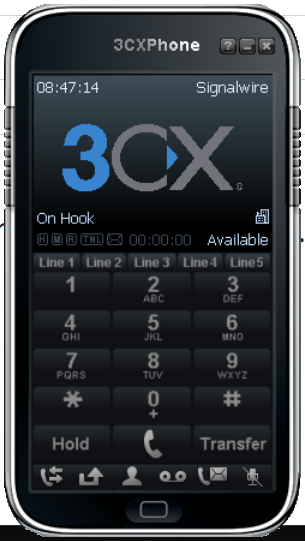 3CXPhone ? – ×
08:47:14 Signalwire
3CX®
On Hook
H M R TNL 00:00:00 Available
Line 1 Line 2 Line 3 Line 4 Line 5
1 2 3
ABC DEF
4 5 6
GHI JKL MNO
7 8 9
PQRS TUV WXYZ
* 0 #
+
Hold Transfer